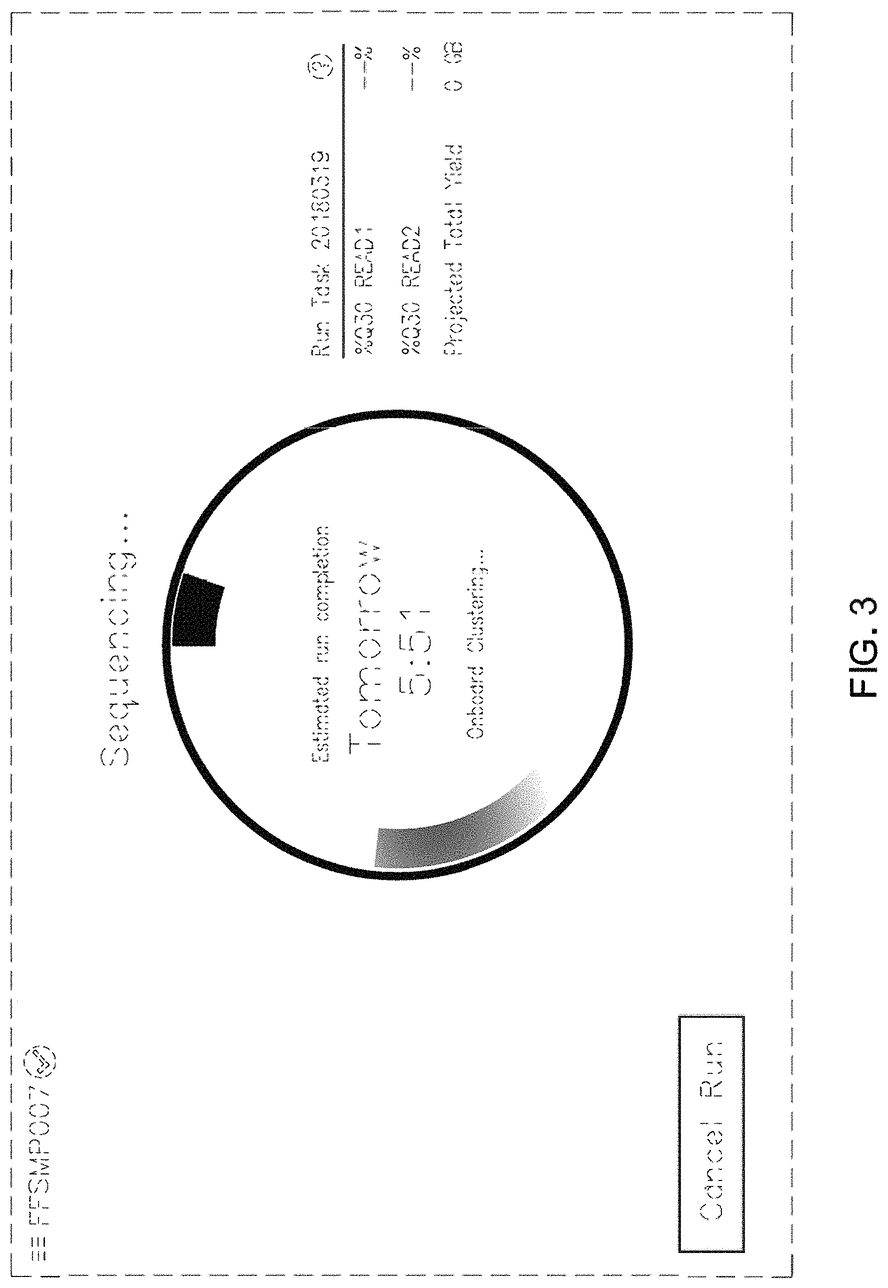 FFSMP007
Sequencing...
Estimated run completion
Tomorrow
5:51
Onboard Clustering...
Run Task 20180319 ?
%Q30 READ1 --%
%Q30 READ2 --%
Projected Total Yield 0 GB
Cancel Run
FIG. 3